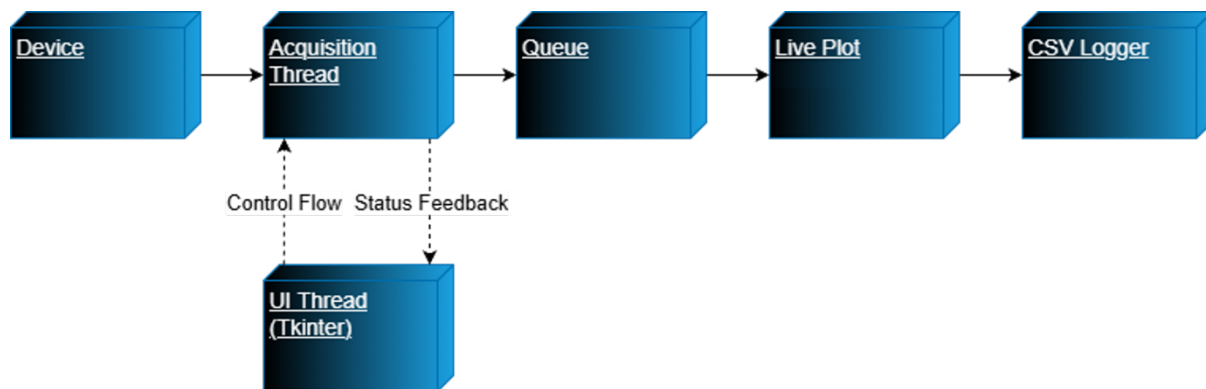 Device
Acquisition
Thread
Queue
Live Plot
CSV Logger
Control Flow
Status Feedback
UI Thread
(Tkinter)